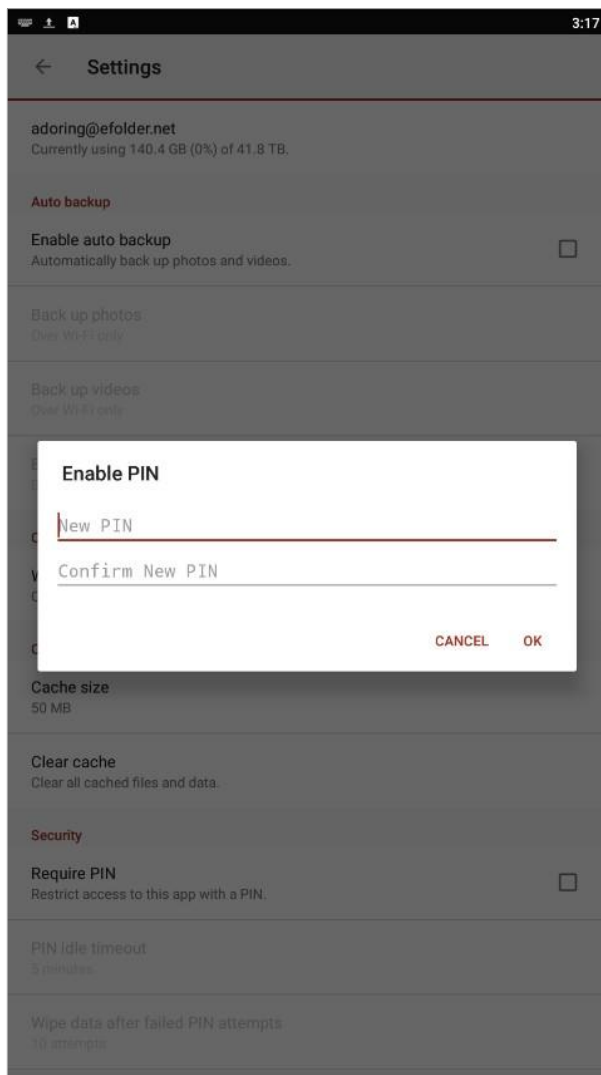 3:17
Settings
adoring@efolder.net
Currently using 140.4 GB (0%) of 41.8 TB.
Auto backup
Enable auto backup
Automatically back up photos and videos.
Back up photos
Over Wi-Fi only
Back up videos
Over Wi-Fi only
Enable PIN
New PIN
Confirm New PIN
CANCEL OK
Cache size
50 MB
Clear cache
Clear all cached files and data.
Security
Require PIN
Restrict access to this app with a PIN.
PIN idle timeout
5 minutes
Wipe data after failed PIN attempts
10 attempts